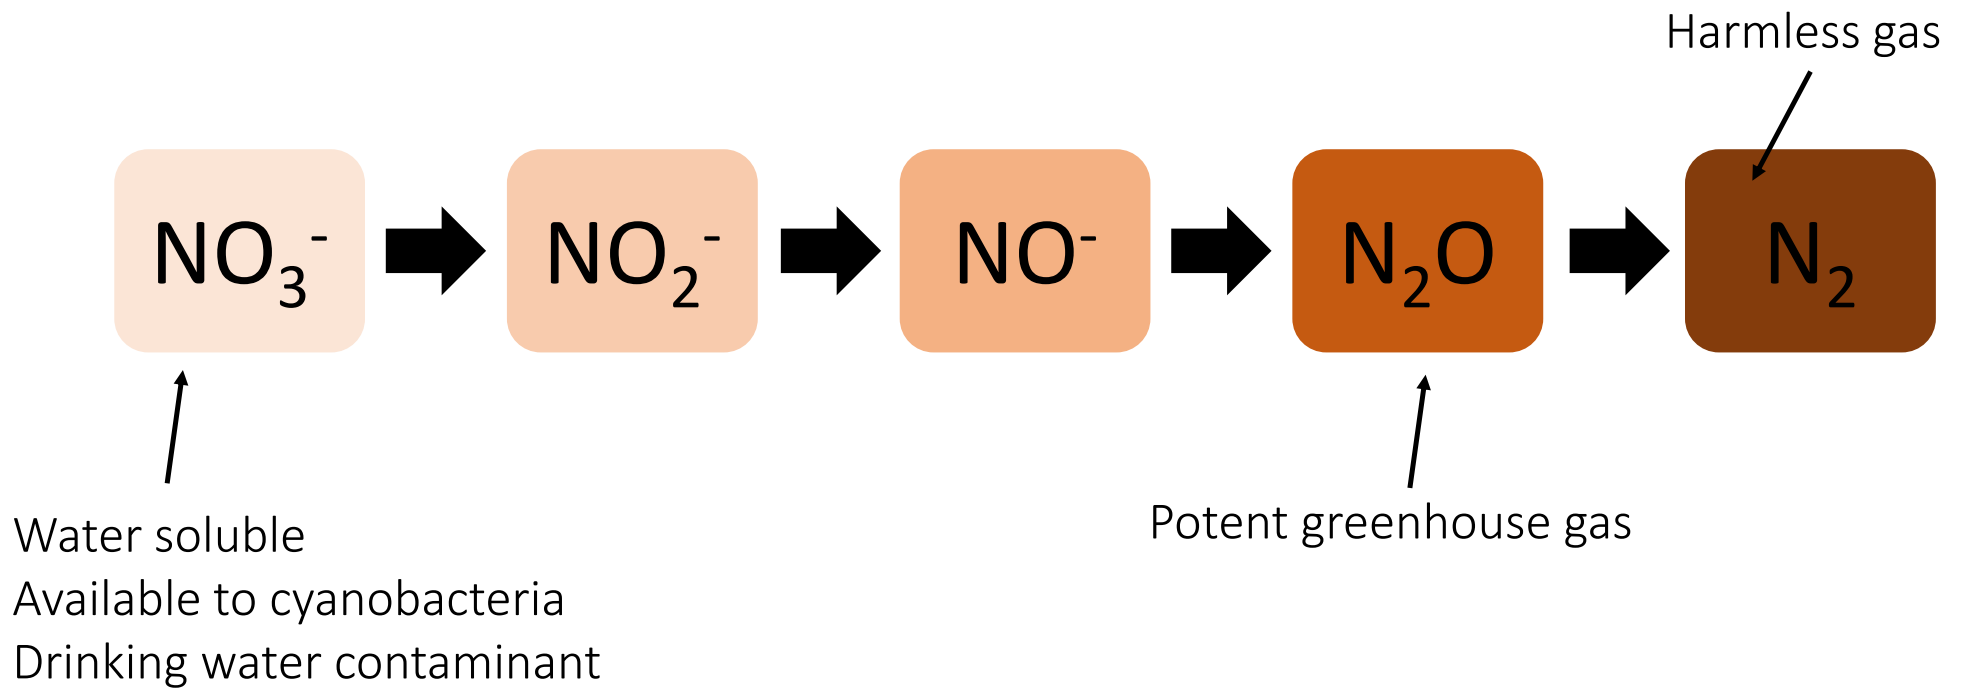 Harmless gas
NO₃⁻
NO₂⁻
NO⁻
N₂O
N₂
Water soluble
Available to cyanobacteria
Drinking water contaminant
Potent greenhouse gas